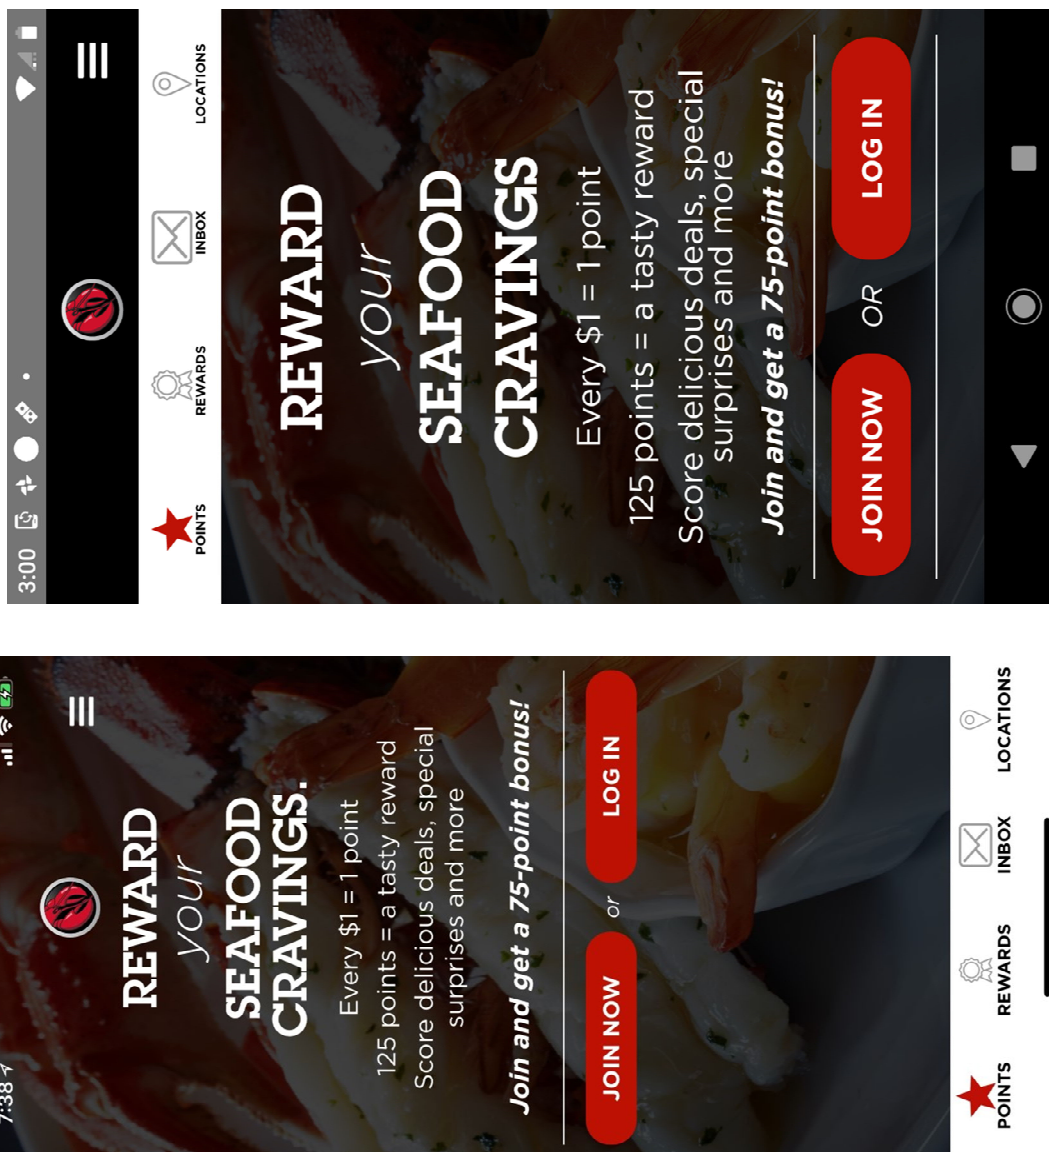 3:00
POINTS
REWARDS
INBOX
LOCATIONS
REWARD
your
SEAFOOD
CRAVINGS
Every $1 = 1 point
125 points = a tasty reward
Score delicious deals, special
surprises and more
Join and get a 75-point bonus!
JOIN NOW
OR
LOG IN
7:38
REWARD
your
SEAFOOD
CRAVINGS.
Every $1 = 1 point
125 points = a tasty reward
Score delicious deals, special
surprises and more
Join and get a 75-point bonus!
JOIN NOW
or
LOG IN
POINTS
REWARDS
INBOX
LOCATIONS